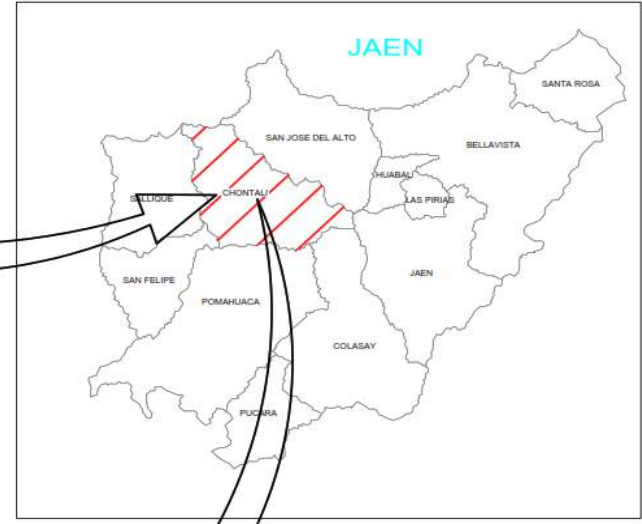 JAEN
SANTA ROSA
SAN JOSE DEL ALTO
BELLAVISTA
HUABAL
SALLIQUE
CHONTALI
LAS PIRIAS
JAEN
SAN FELIPE
POMAHUACA
COLASAY
PUCARA